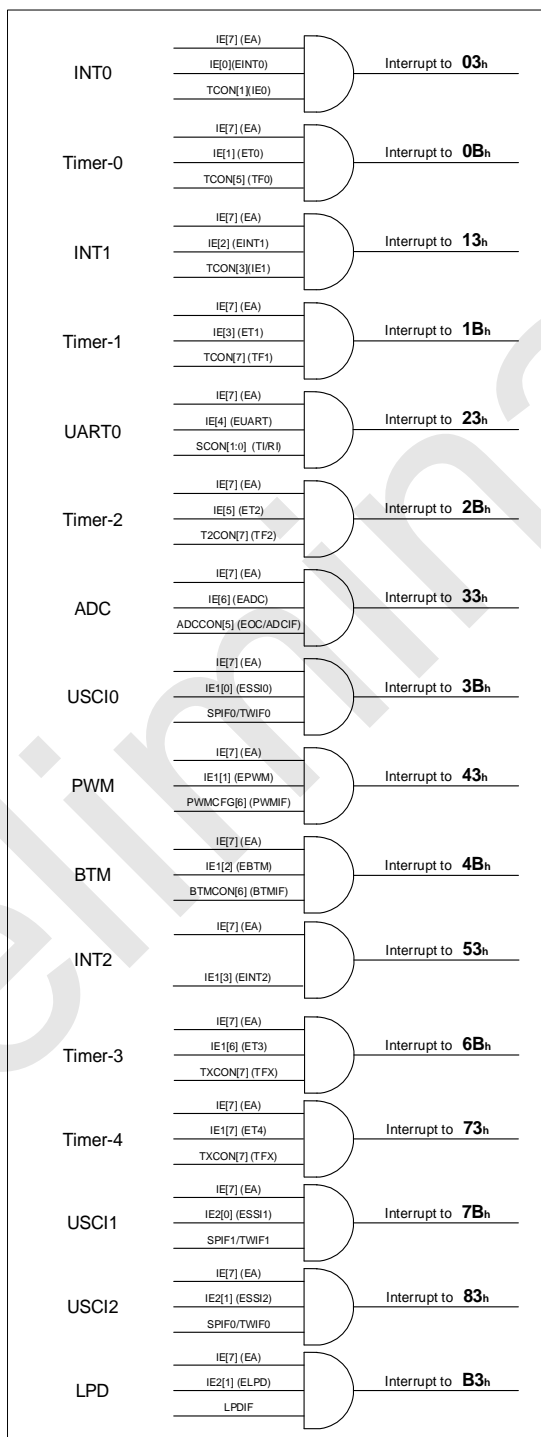 IE[7] (EA)
INT0
IE[0](EINT0)
Interrupt to 03h
TCON[1](IE0)
IE[7] (EA)
Timer-0
IE[1] (ET0)
Interrupt to 0Bh
TCON[5] (TF0)
IE[7] (EA)
INT1
IE[2] (EINT1)
Interrupt to 13h
TCON[3](IE1)
IE[7] (EA)
Timer-1
IE[3] (ET1)
Interrupt to 1Bh
TCON[7] (TF1)
IE[7] (EA)
UART0
IE[4] (EUART)
Interrupt to 23h
SCON[1:0] (TI/RI)
IE[7] (EA)
Timer-2
IE[5] (ET2)
Interrupt to 2Bh
T2CON[7] (TF2)
IE[7] (EA)
ADC
IE[6] (EADC)
Interrupt to 33h
ADCCON[5] (EOC/ADCIF)
IE[7] (EA)
USCI0
IE1[0] (ESSI0)
Interrupt to 3Bh
SPIF0/TWIF0
IE[7] (EA)
PWM
IE1[1] (EPWM)
Interrupt to 43h
PWMCFG[6] (PWMIF)
IE[7] (EA)
BTM
IE1[2] (EBTM)
Interrupt to 4Bh
BTMCON[6] (BTMIF)
IE[7] (EA)
INT2
Interrupt to 53h
IE1[3] (EINT2)
IE[7] (EA)
Timer-3
IE1[6] (ET3)
Interrupt to 6Bh
TXCON[7] (TFX)
IE[7] (EA)
Timer-4
IE1[7] (ET4)
Interrupt to 73h
TXCON[7] (TFX)
IE[7] (EA)
USCI1
IE2[0] (ESSI1)
Interrupt to 7Bh
SPIF1/TWIF1
IE[7] (EA)
USCI2
IE2[1] (ESSI2)
Interrupt to 83h
SPIF0/TWIF0
IE[7] (EA)
LPD
IE2[1] (ELPD)
Interrupt to B3h
LPDIF
elimina